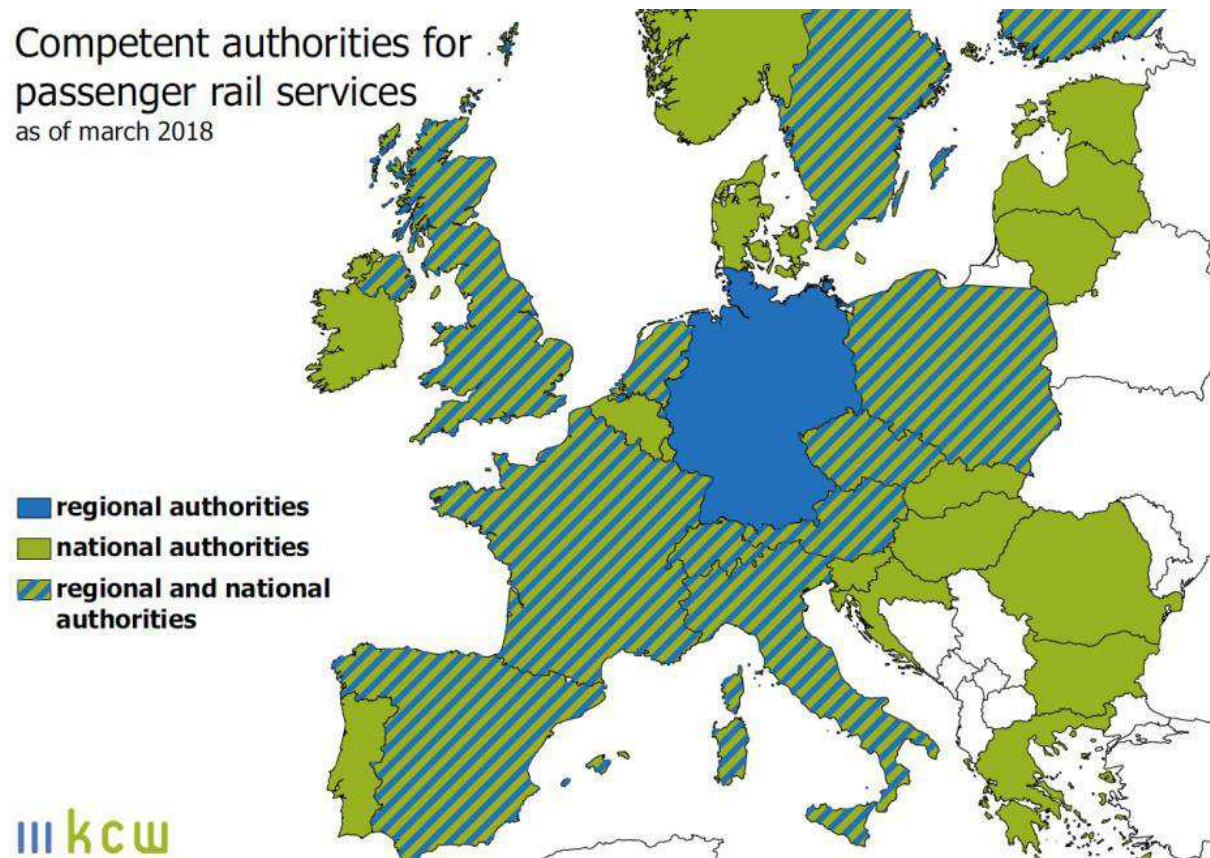 Competent authorities for
passenger rail services
as of march 2018
regional authorities
national authorities
regional and national
authorities
kcw